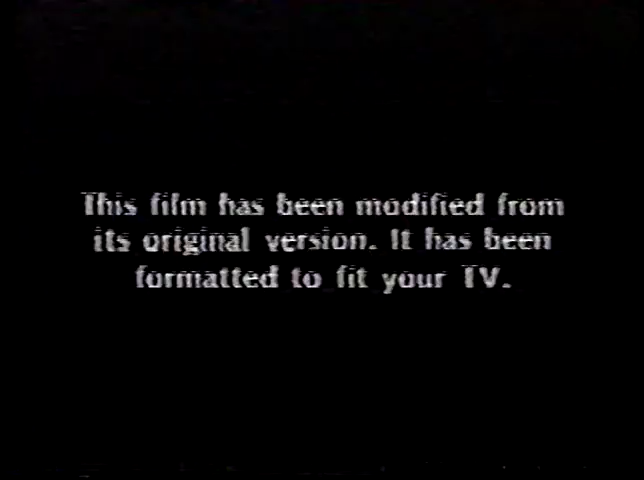 This film has been modified from
its original version. It has been
formatted to fit your TV.